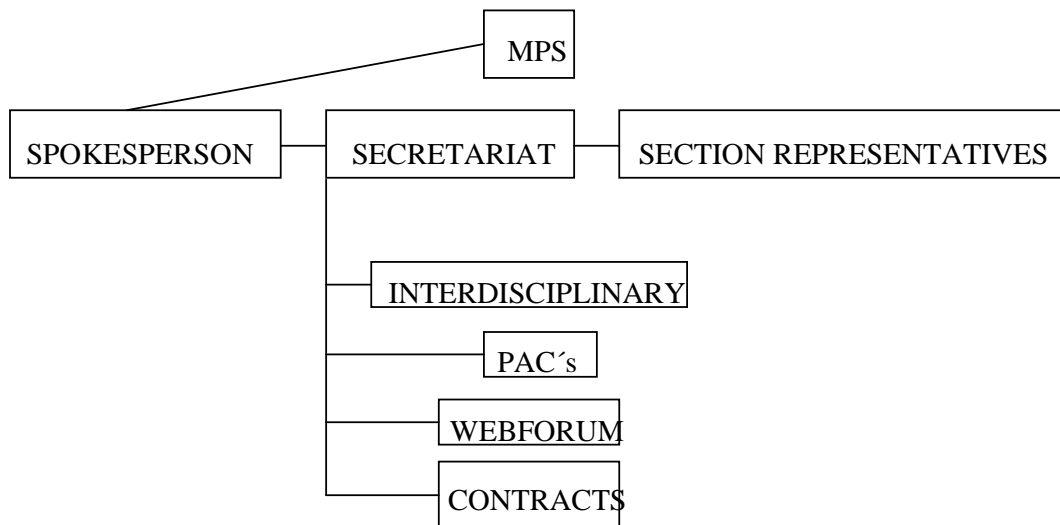 MPS
SPOKESPERSON
SECRETARIAT
SECTION REPRESENTATIVES
INTERDISCIPLINARY
PAC´s
WEBFORUM
CONTRACTS